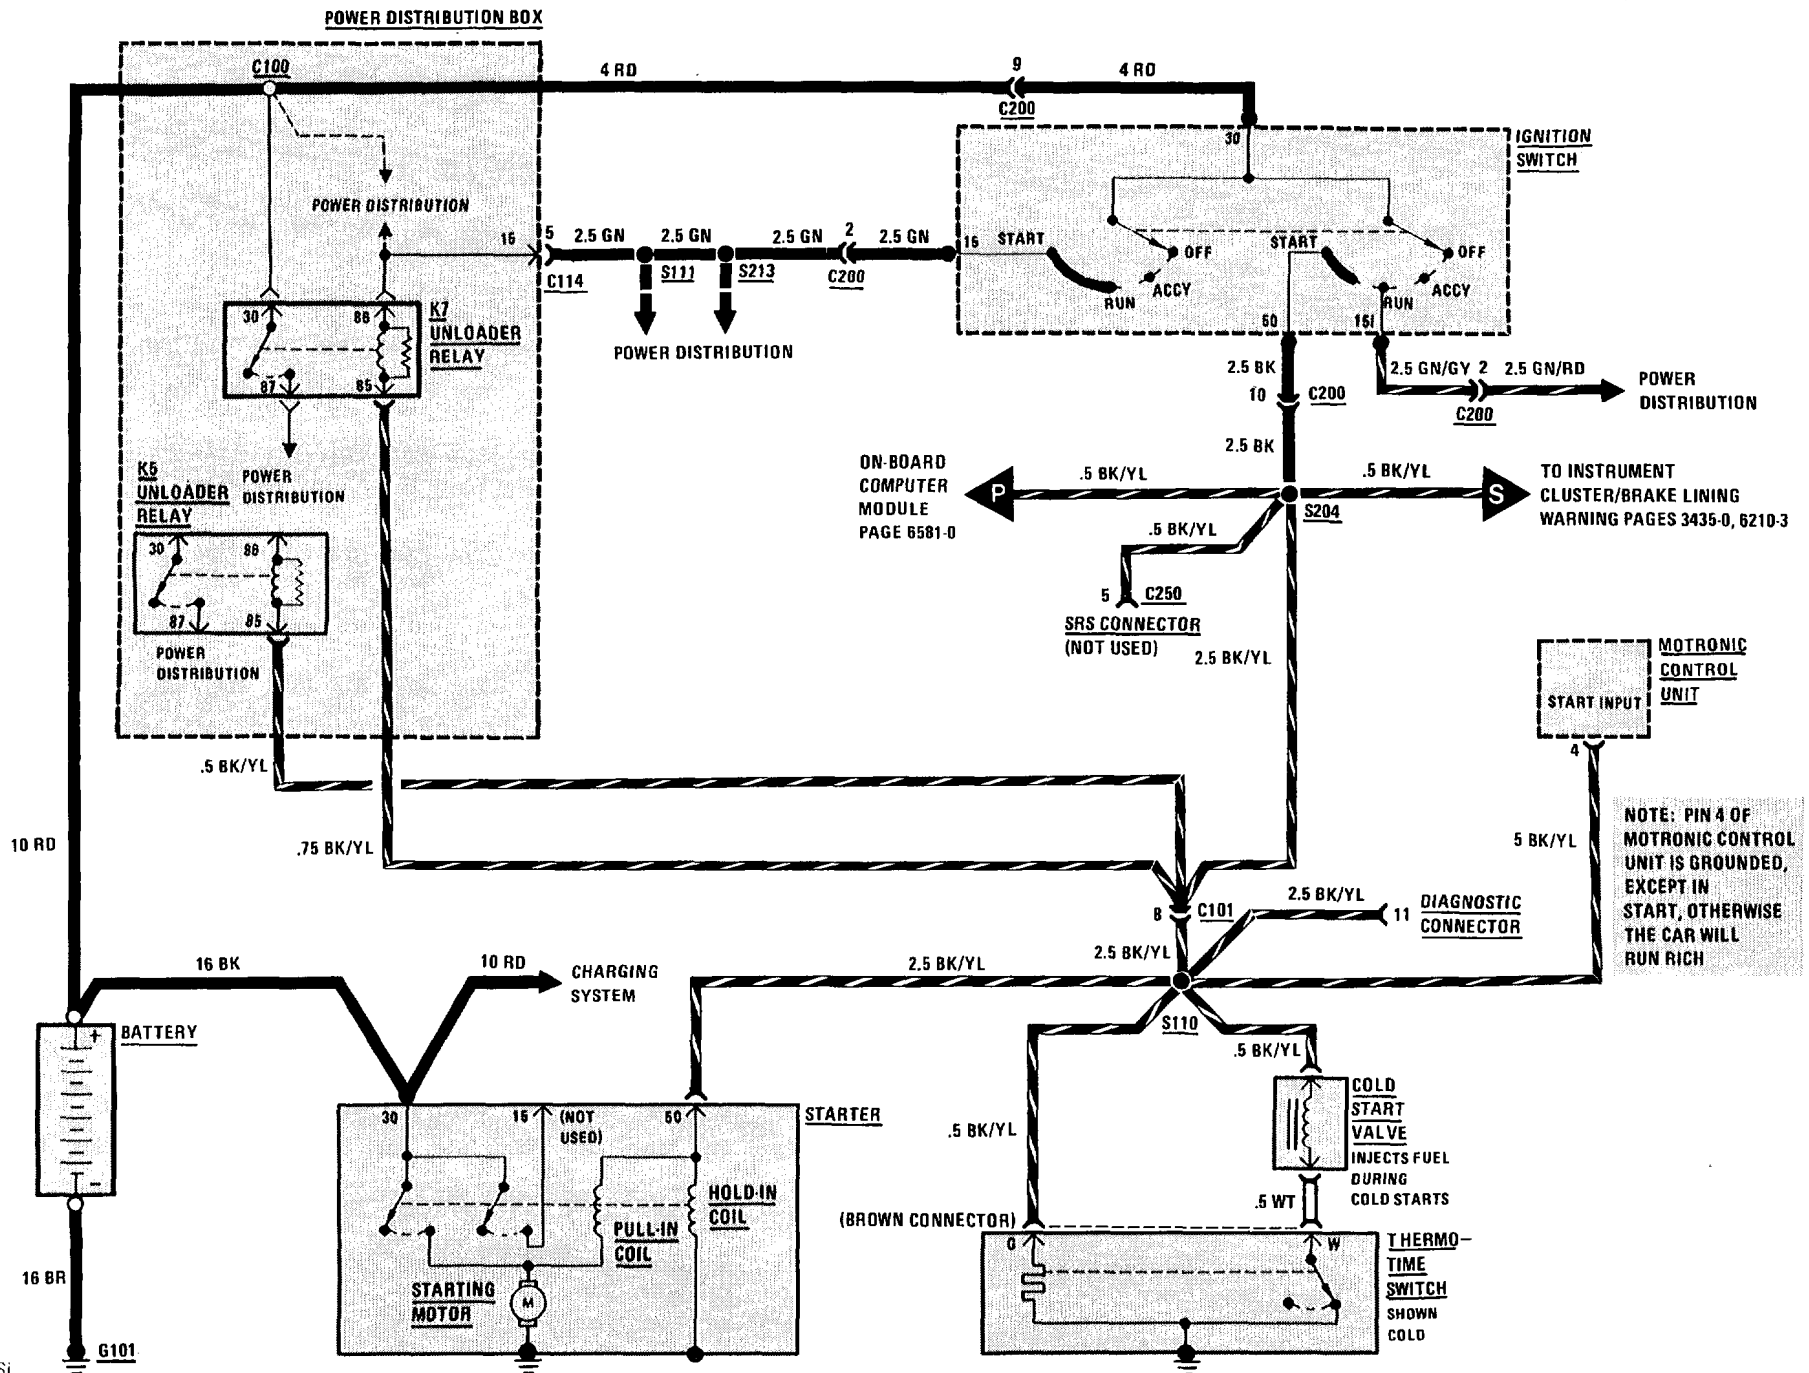 POWER DISTRIBUTION BOX
C100
4 RD
9
4 RD
C200
30
IGNITION
SWITCH
POWER DISTRIBUTION
15
5
2.5 GN
2.5 GN
2.5 GN
2
2.5 GN
C114
S111
S213
C200
15
START
OFF
RUN
ACCY
START
OFF
RUN
ACCY
50
15I
POWER DISTRIBUTION
30
86
K7
UNLOADER
RELAY
87
85
2.5 BK
10
C200
2.5 GN/GY
2
2.5 GN/RD
C200
POWER
DISTRIBUTION
2.5 BK
K5
UNLOADER
RELAY
POWER
DISTRIBUTION
30
86
87
85
POWER
DISTRIBUTION
ON-BOARD
COMPUTER
MODULE
PAGE 6581-0
P
.5 BK/YL
.5 BK/YL
S
TO INSTRUMENT
CLUSTER/BRAKE LINING
WARNING PAGES 3435-0, 6210-3
S204
.5 BK/YL
5
C250
SRS CONNECTOR
(NOT USED)
2.5 BK/YL
MOTRONIC
CONTROL
UNIT
START INPUT
4
.5 BK/YL
10 RD
.75 BK/YL
5 BK/YL
NOTE: PIN 4 OF
MOTRONIC CONTROL
UNIT IS GROUNDED,
EXCEPT IN
START, OTHERWISE
THE CAR WILL
RUN RICH
8
C101
2.5 BK/YL
11
DIAGNOSTIC
CONNECTOR
2.5 BK/YL
16 BK
10 RD
CHARGING
SYSTEM
2.5 BK/YL
S110
BATTERY
+
-
.5 BK/YL
COLD
START
VALVE
INJECTS FUEL
DURING
COLD STARTS
30
15
(NOT
USED)
50
STARTER
.5 BK/YL
HOLD-IN
COIL
PULL-IN
COIL
.5 WT
(BROWN CONNECTOR)
G
W
THERMO-
TIME
SWITCH
SHOWN
COLD
16 BR
STARTING
MOTOR
M
G101